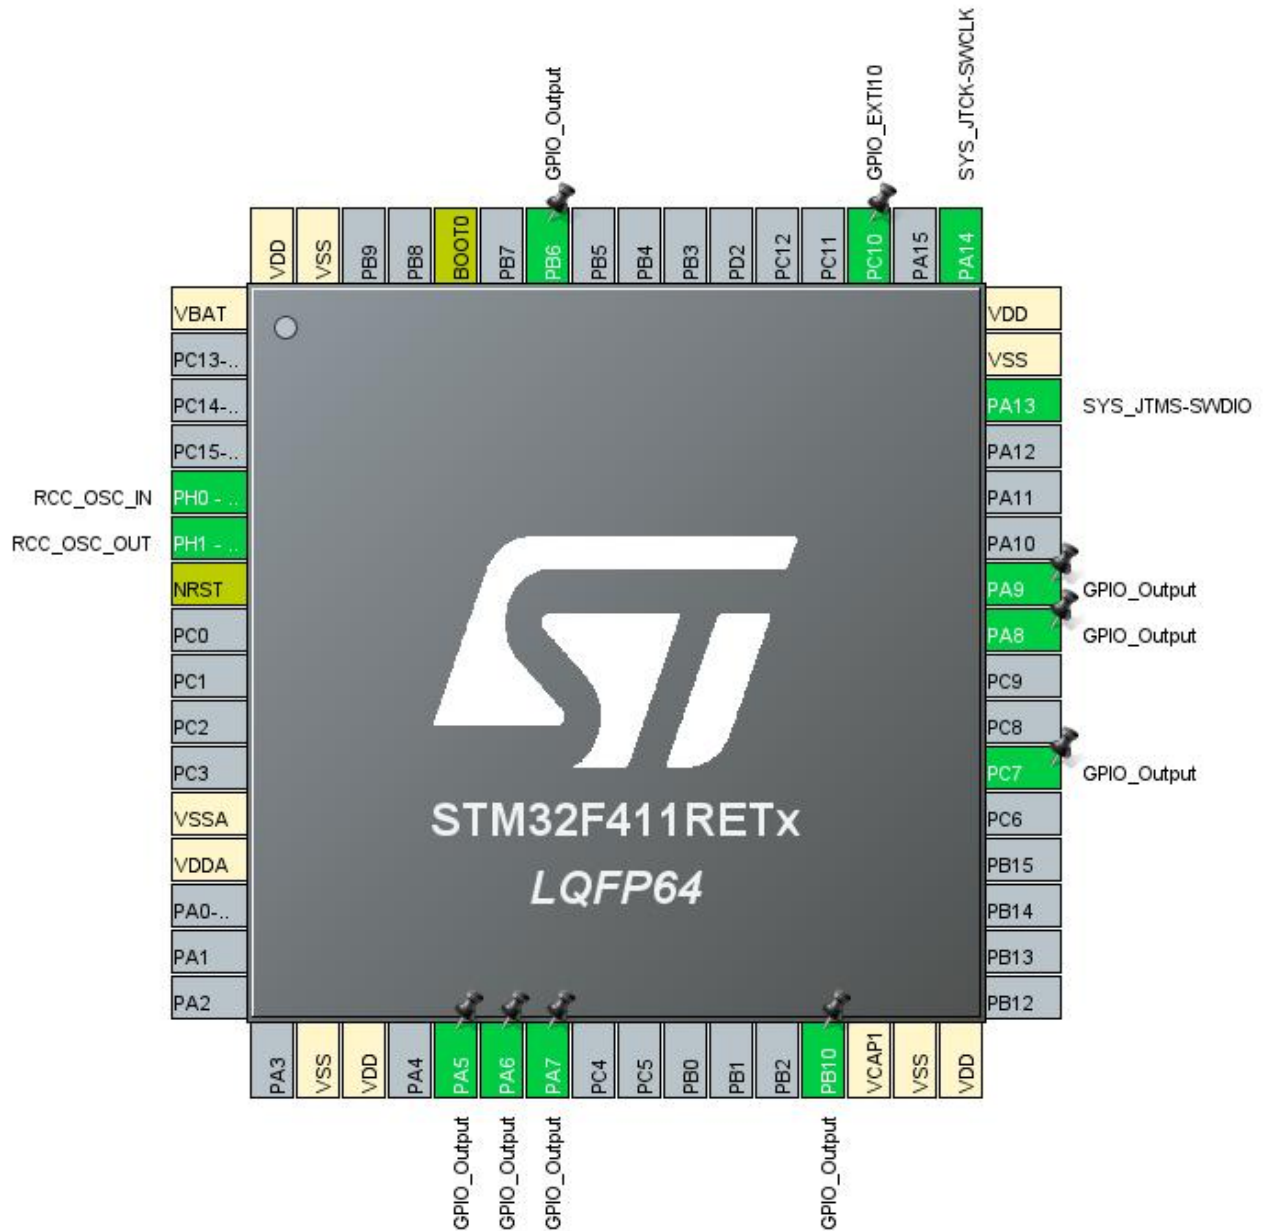 GPIO_Output
GPIO_EXTI10
SYS_JTCK-SWCLK
VDD
VSS
PB9
PB8
BOOT0
PB7
PB6
PB5
PB4
PB3
PD2
PC12
PC11
PC10
PA15
PA14
VBAT
PC13-..
PC14-..
PC15-..
RCC_OSC_IN
PH0 - ..
RCC_OSC_OUT
PH1 - ..
NRST
PC0
PC1
PC2
PC3
VSSA
VDDA
PA0-..
PA1
PA2
STM32F411RETx
LQFP64
VDD
VSS
PA13
SYS_JTMS-SWDIO
PA12
PA11
PA10
PA9
GPIO_Output
PA8
GPIO_Output
PC9
PC8
PC7
GPIO_Output
PC6
PB15
PB14
PB13
PB12
PA3
VSS
VDD
PA4
PA5
PA6
PA7
PC4
PC5
PB0
PB1
PB2
PB10
VCAP1
VSS
VDD
GPIO_Output
GPIO_Output
GPIO_Output
GPIO_Output